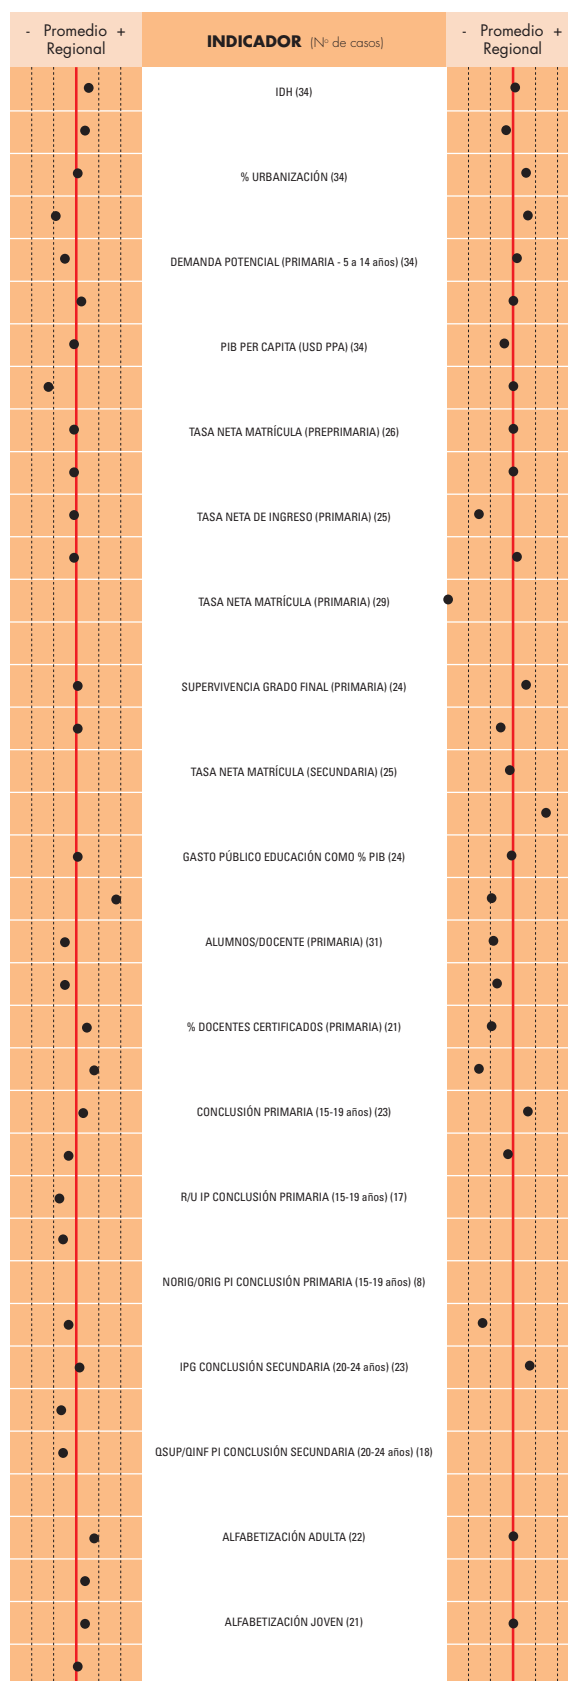 - Promedio +
Regional
INDICADOR (Nº de casos)
- Promedio +
Regional
IDH (34)
% URBANIZACIÓN (34)
DEMANDA POTENCIAL (PRIMARIA - 5 a 14 años) (34)
PIB PER CAPITA (USD PPA) (34)
TASA NETA MATRÍCULA (PREPRIMARIA) (26)
TASA NETA DE INGRESO (PRIMARIA) (25)
TASA NETA MATRÍCULA (PRIMARIA) (29)
SUPERVIVENCIA GRADO FINAL (PRIMARIA) (24)
TASA NETA MATRÍCULA (SECUNDARIA) (25)
GASTO PÚBLICO EDUCACIÓN COMO % PIB (24)
ALUMNOS/DOCENTE (PRIMARIA) (31)
% DOCENTES CERTIFICADOS (PRIMARIA) (21)
CONCLUSIÓN PRIMARIA (15-19 años) (23)
R/U IP CONCLUSIÓN PRIMARIA (15-19 años) (17)
NORIG/ORIG PI CONCLUSIÓN PRIMARIA (15-19 años) (8)
IPG CONCLUSIÓN SECUNDARIA (20-24 años) (23)
QSUP/QINF PI CONCLUSIÓN SECUNDARIA (20-24 años) (18)
ALFABETIZACIÓN ADULTA (22)
ALFABETIZACIÓN JOVEN (21)